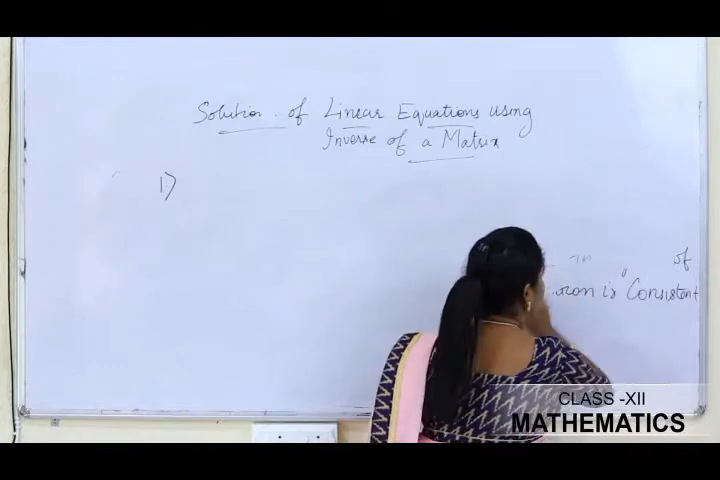 Solution of Linear Equations using
Inverse of a Matrix
1)
of
is Consistent
CLASS -XII
MATHEMATICS